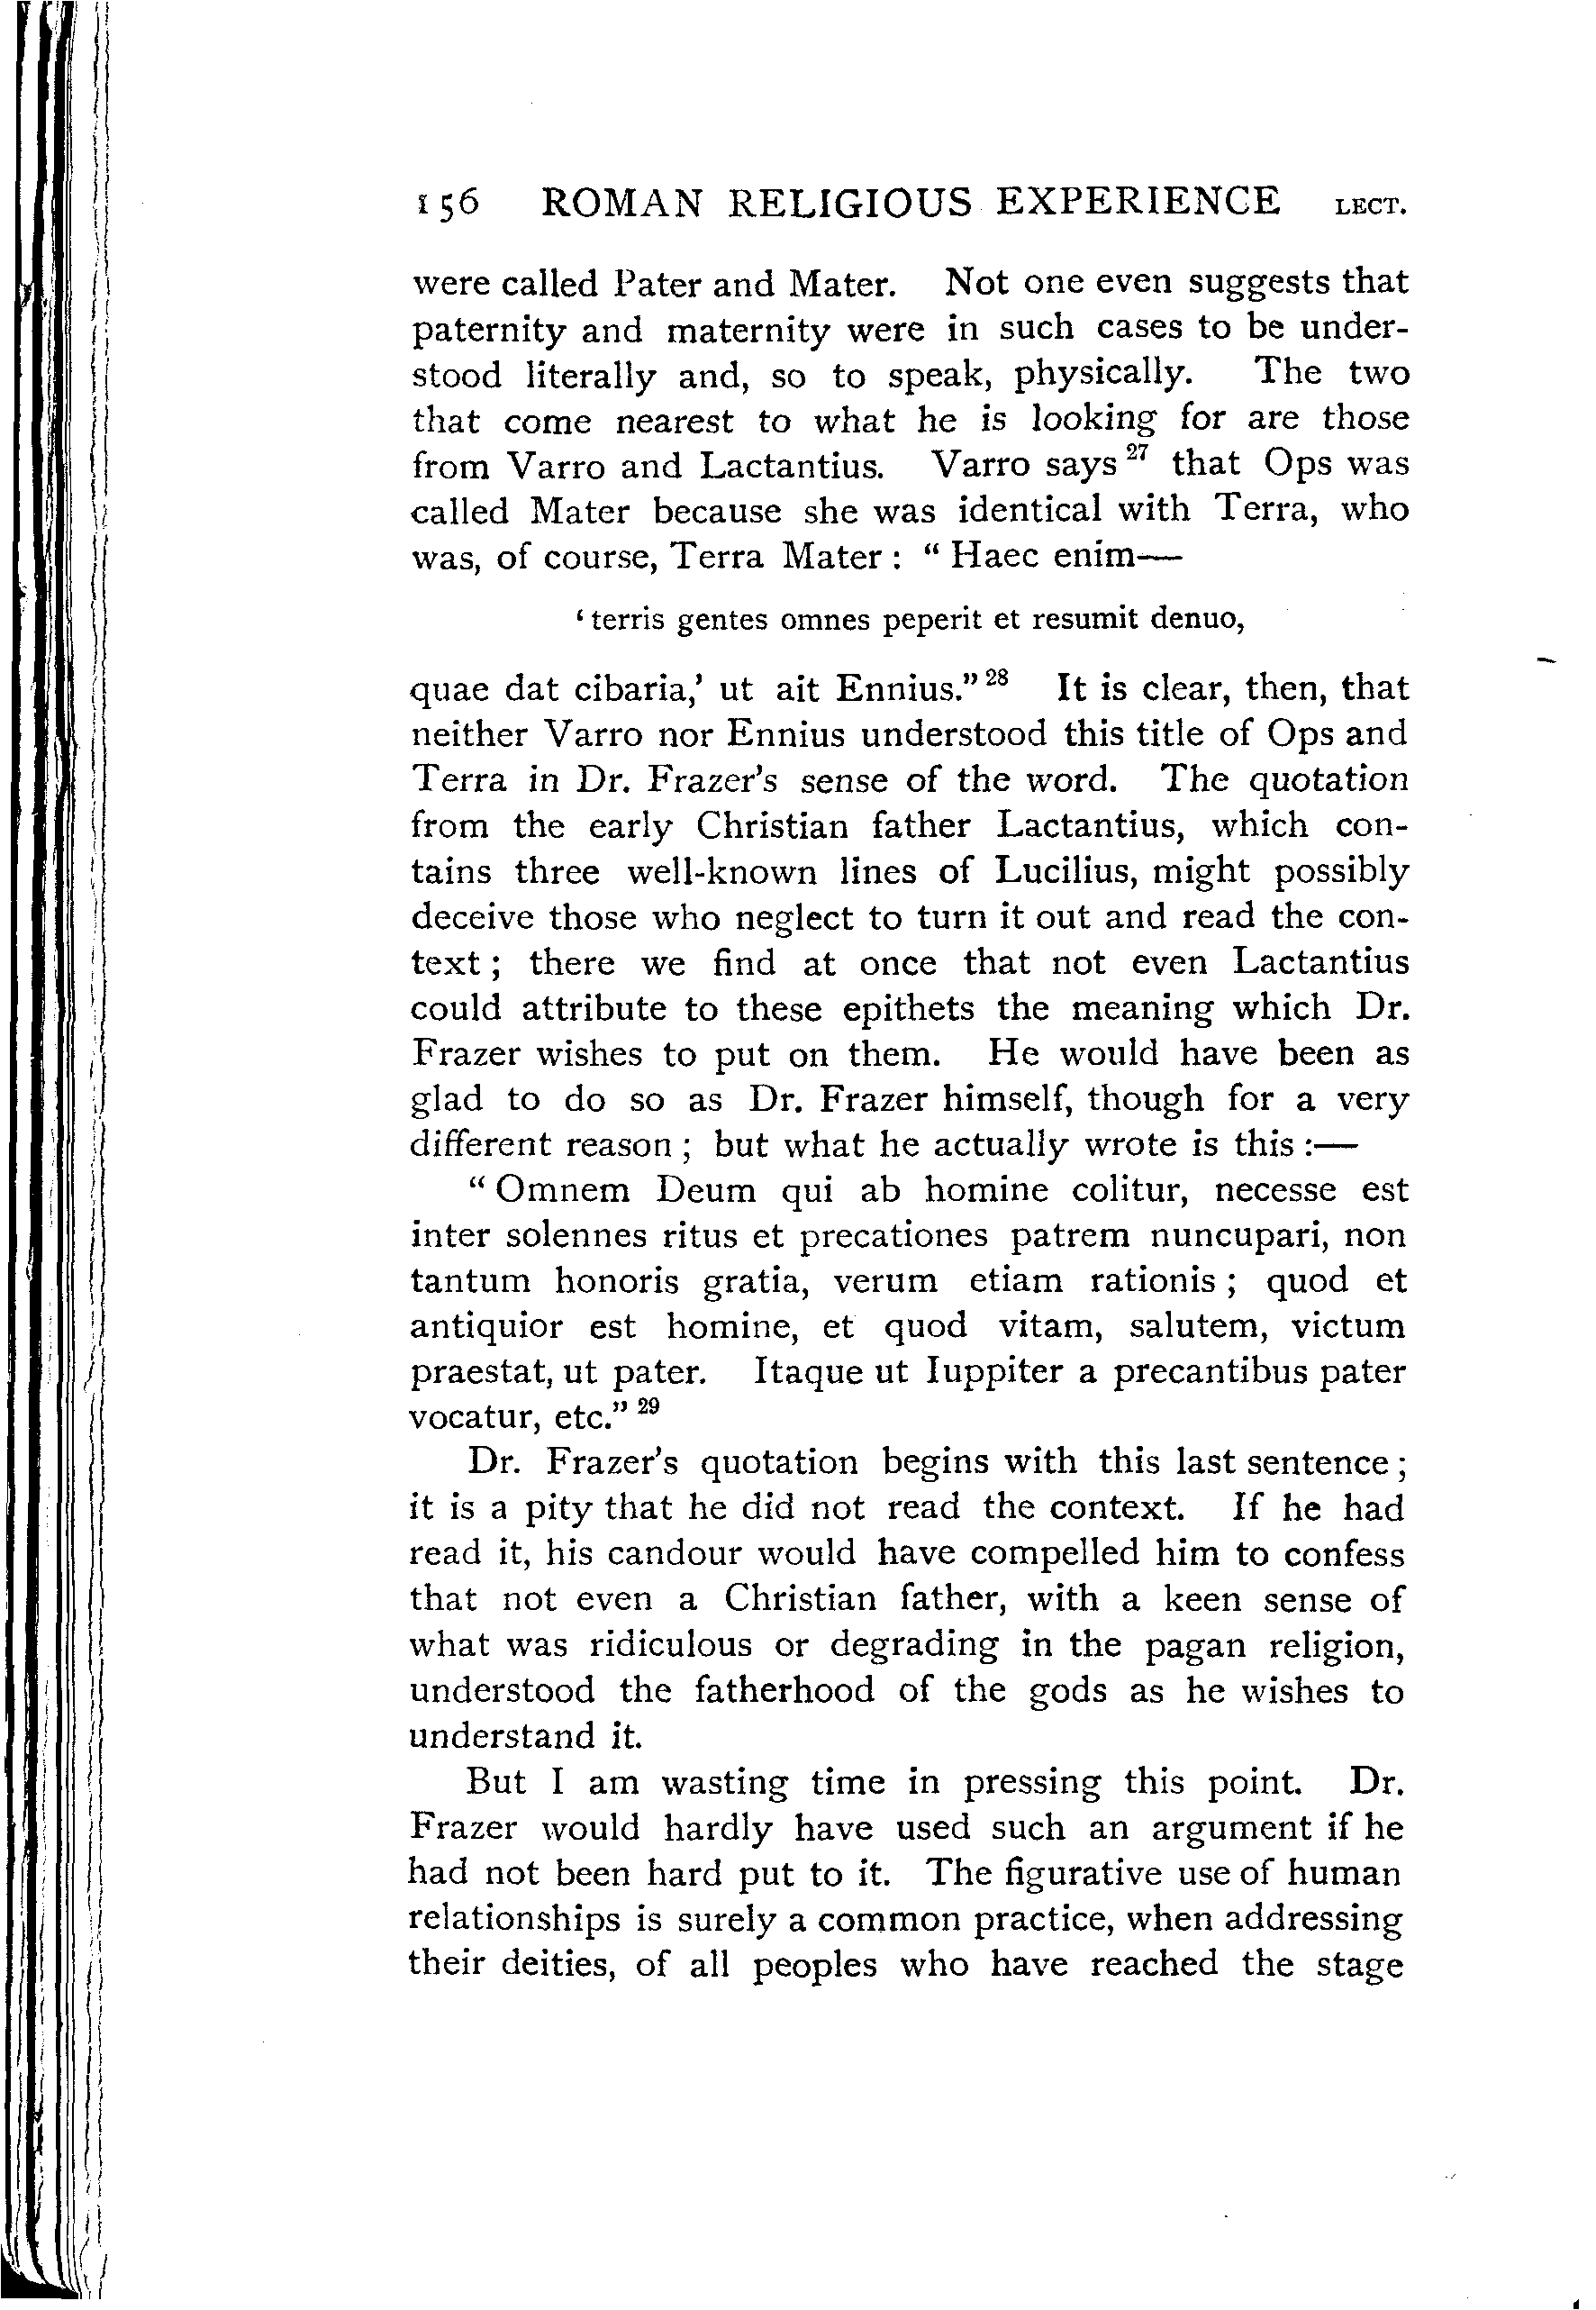 156 ROMAN RELIGIOUS EXPERIENCE LECT.
were called Pater and Mater. Not one even suggests that
paternity and maternity were in such cases to be under-
stood literally and, so to speak, physically. The two
that come nearest to what he is looking for are those
from Varro and Lactantius. Varro says 27 that Ops was
called Mater because she was identical with Terra, who
was, of course, Terra Mater : “ Haec enim—
‘ terris gentes omnes peperit et resumit denuo,
quae dat cibaria,’ ut ait Ennius.” 28 It is clear, then, that
neither Varro nor Ennius understood this title of Ops and
Terra in Dr. Frazer’s sense of the word. The quotation
from the early Christian father Lactantius, which con-
tains three well-known lines of Lucilius, might possibly
deceive those who neglect to turn it out and read the con-
text ; there we find at once that not even Lactantius
could attribute to these epithets the meaning which Dr.
Frazer wishes to put on them. He would have been as
glad to do so as Dr. Frazer himself, though for a very
different reason ; but what he actually wrote is this :—
“ Omnem Deum qui ab homine colitur, necesse est
inter solennes ritus et precationes patrem nuncupari, non
tantum honoris gratia, verum etiam rationis ; quod et
antiquior est homine, et quod vitam, salutem, victum
praestat, ut pater. Itaque ut Iuppiter a precantibus pater
vocatur, etc.” 29
Dr. Frazer’s quotation begins with this last sentence ;
it is a pity that he did not read the context. If he had
read it, his candour would have compelled him to confess
that not even a Christian father, with a keen sense of
what was ridiculous or degrading in the pagan religion,
understood the fatherhood of the gods as he wishes to
understand it.
But I am wasting time in pressing this point. Dr.
Frazer would hardly have used such an argument if he
had not been hard put to it. The figurative use of human
relationships is surely a common practice, when addressing
their deities, of all peoples who have reached the stage